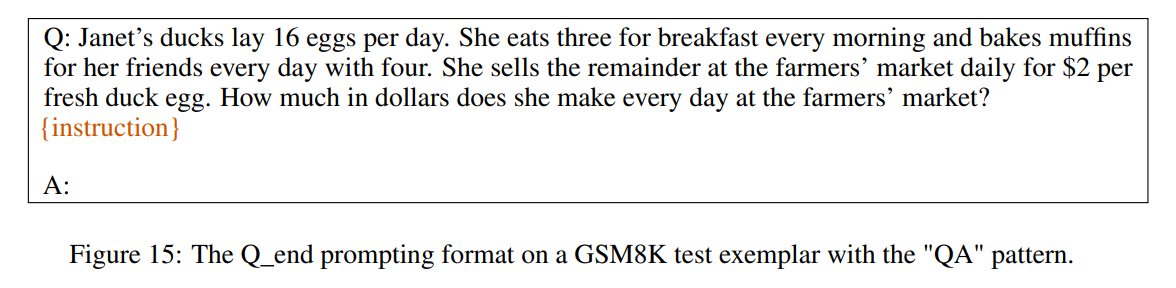 Q: Janet’s ducks lay 16 eggs per day. She eats three for breakfast every morning and bakes muffins
for her friends every day with four. She sells the remainder at the farmers’ market daily for $2 per
fresh duck egg. How much in dollars does she make every day at the farmers’ market?
{instruction}
A:
Figure 15: The Q_end prompting format on a GSM8K test exemplar with the "QA" pattern.